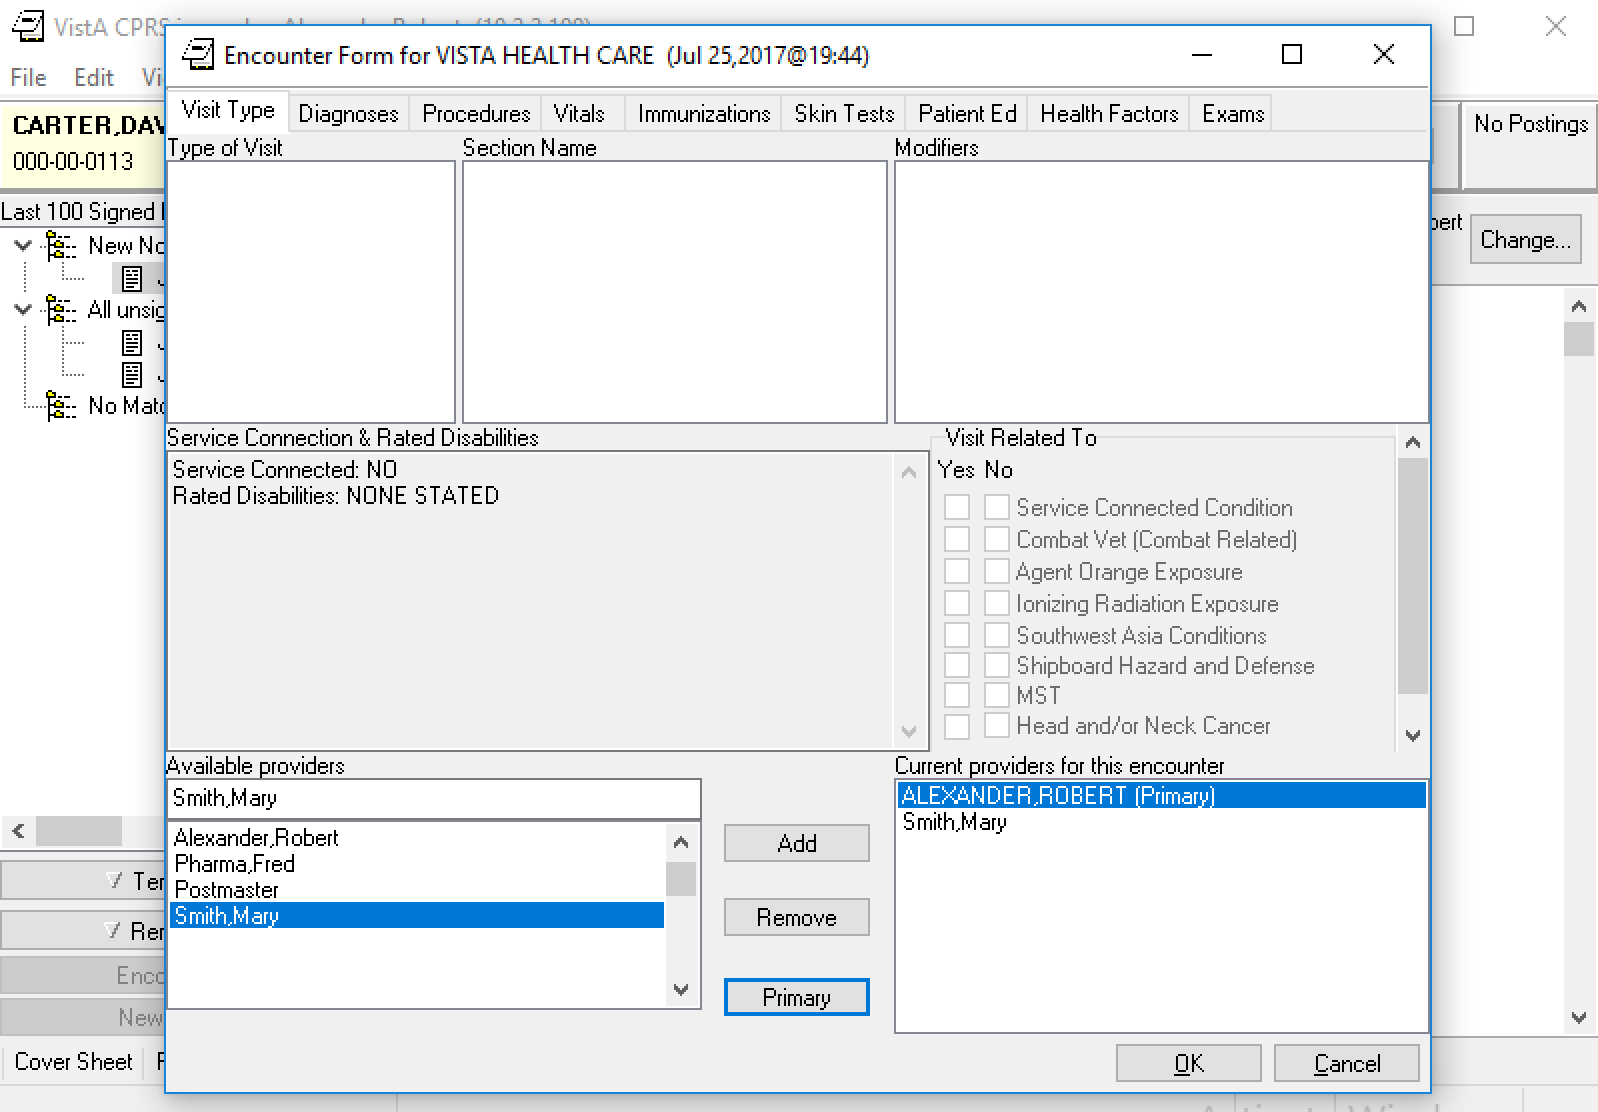 VistA CPRS
Encounter Form for VISTA HEALTH CARE (Jul 25,2017@19:44)
File Edit
CARTER,DAV
000-00-0113
No Postings
Visit Type Diagnoses Procedures Vitals Immunizations Skin Tests Patient Ed Health Factors Exams
Type of Visit Section Name Modifiers
Last 100 Signed
Change...
New No
All unsig
No Matc
Service Connection & Rated Disabilities
Service Connected: NO
Rated Disabilities: NONE STATED
Visit Related To
Yes No
Service Connected Condition
Combat Vet (Combat Related)
Agent Orange Exposure
Ionizing Radiation Exposure
Southwest Asia Conditions
Shipboard Hazard and Defense
MST
Head and/or Neck Cancer
Available providers
Smith,Mary
Alexander,Robert
Pharma,Fred
Postmaster
Smith,Mary
Add
Remove
Primary
Current providers for this encounter
ALEXANDER,ROBERT (Primary)
Smith,Mary
Ter
Rer
Enco
New
Cover Sheet
OK Cancel